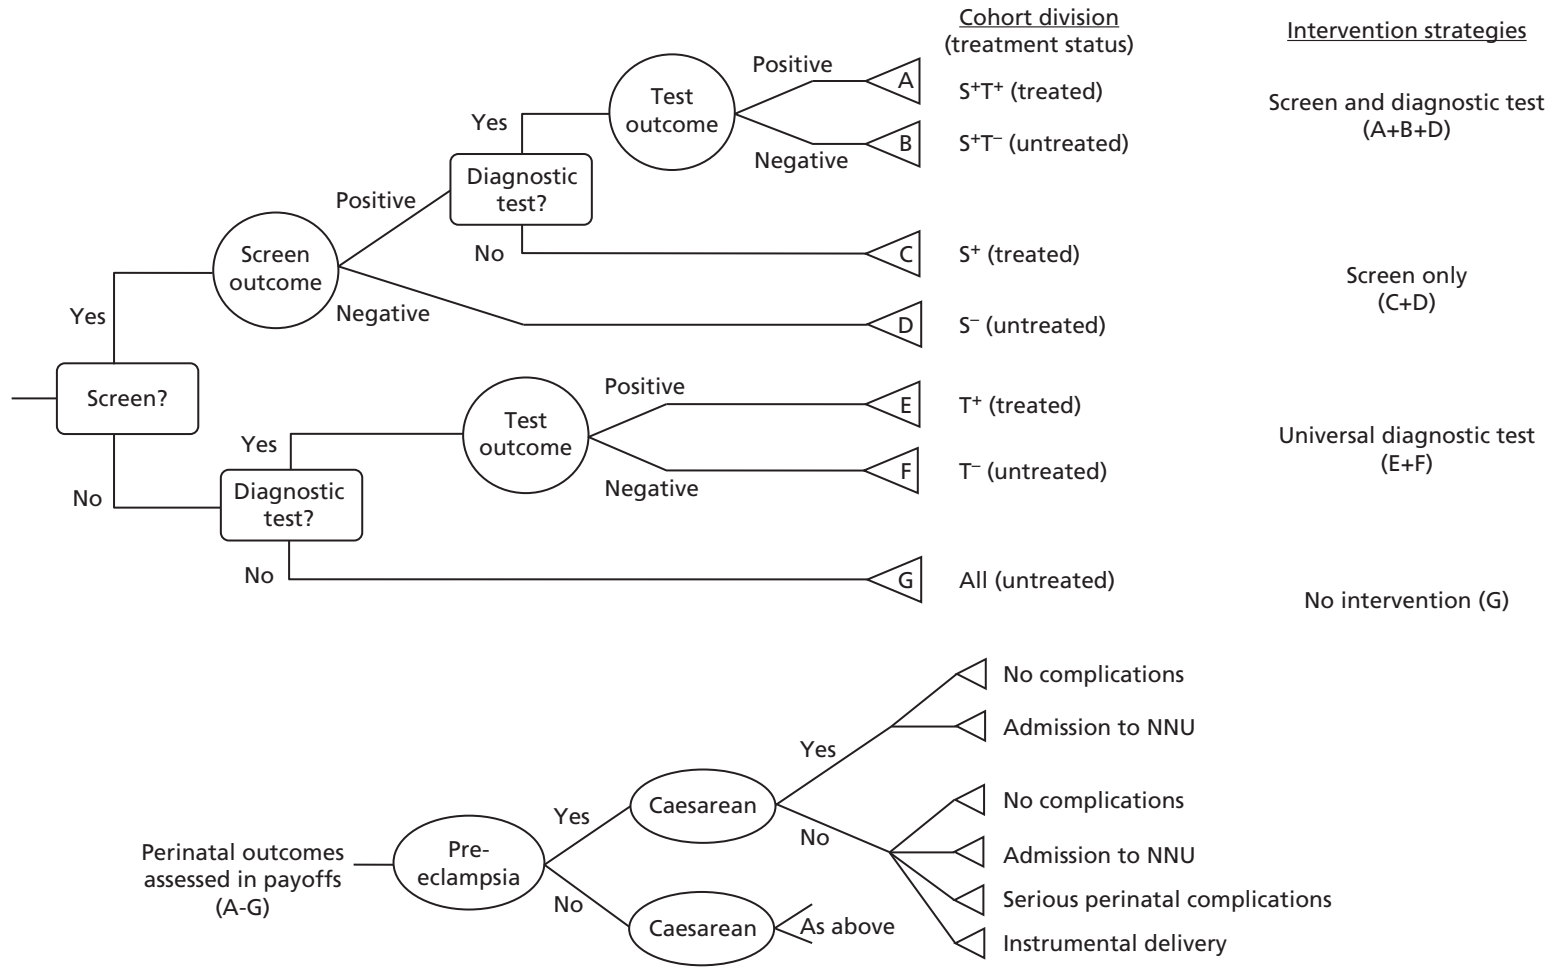 Cohort division
(treatment status)
Intervention strategies
Positive
A
S⁺T⁺ (treated)
Test
outcome
Screen and diagnostic test
(A+B+D)
Yes
B
S⁺T⁻ (untreated)
Negative
Diagnostic
test?
Positive
No
C
S⁺ (treated)
Screen
outcome
Screen only
(C+D)
Negative
D
S⁻ (untreated)
Yes
Screen?
Positive
E
T⁺ (treated)
Test
outcome
Universal diagnostic test
(E+F)
Yes
F
T⁻ (untreated)
Negative
No
Diagnostic
test?
No
G
All (untreated)
No intervention (G)
No complications
Admission to NNU
Yes
No complications
Caesarean
Yes
No
Perinatal outcomes
assessed in payoffs
(A-G)
Pre-
eclampsia
Admission to NNU
Serious perinatal complications
No
Caesarean
As above
Instrumental delivery